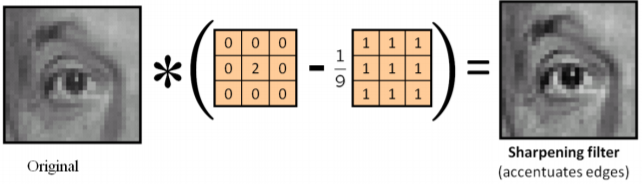 * ( 0 0 0 - 1/9 1 1 1 ) =
0 2 0 1 1 1
0 0 0 1 1 1
Original
Sharpening filter
(accentuates edges)